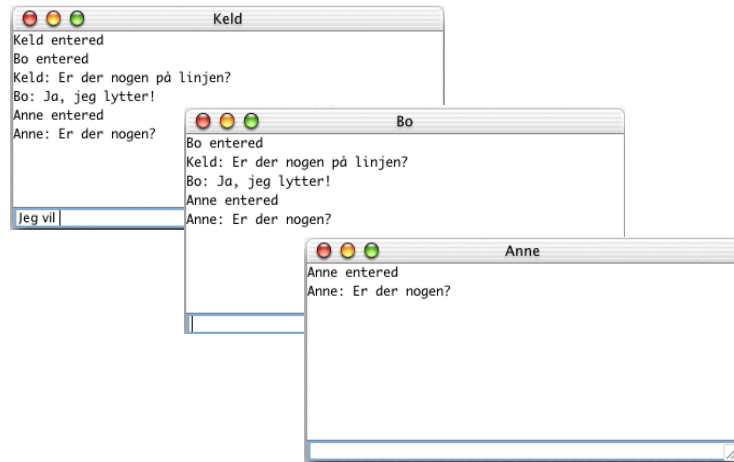 Keld
Keld entered
Bo entered
Keld: Er der nogen på linjen?
Bo: Ja, jeg lytter!
Anne entered
Anne: Er der nogen?
Jeg vil
Bo
Bo entered
Keld: Er der nogen på linjen?
Bo: Ja, jeg lytter!
Anne entered
Anne: Er der nogen?
Anne
Anne entered
Anne: Er der nogen?